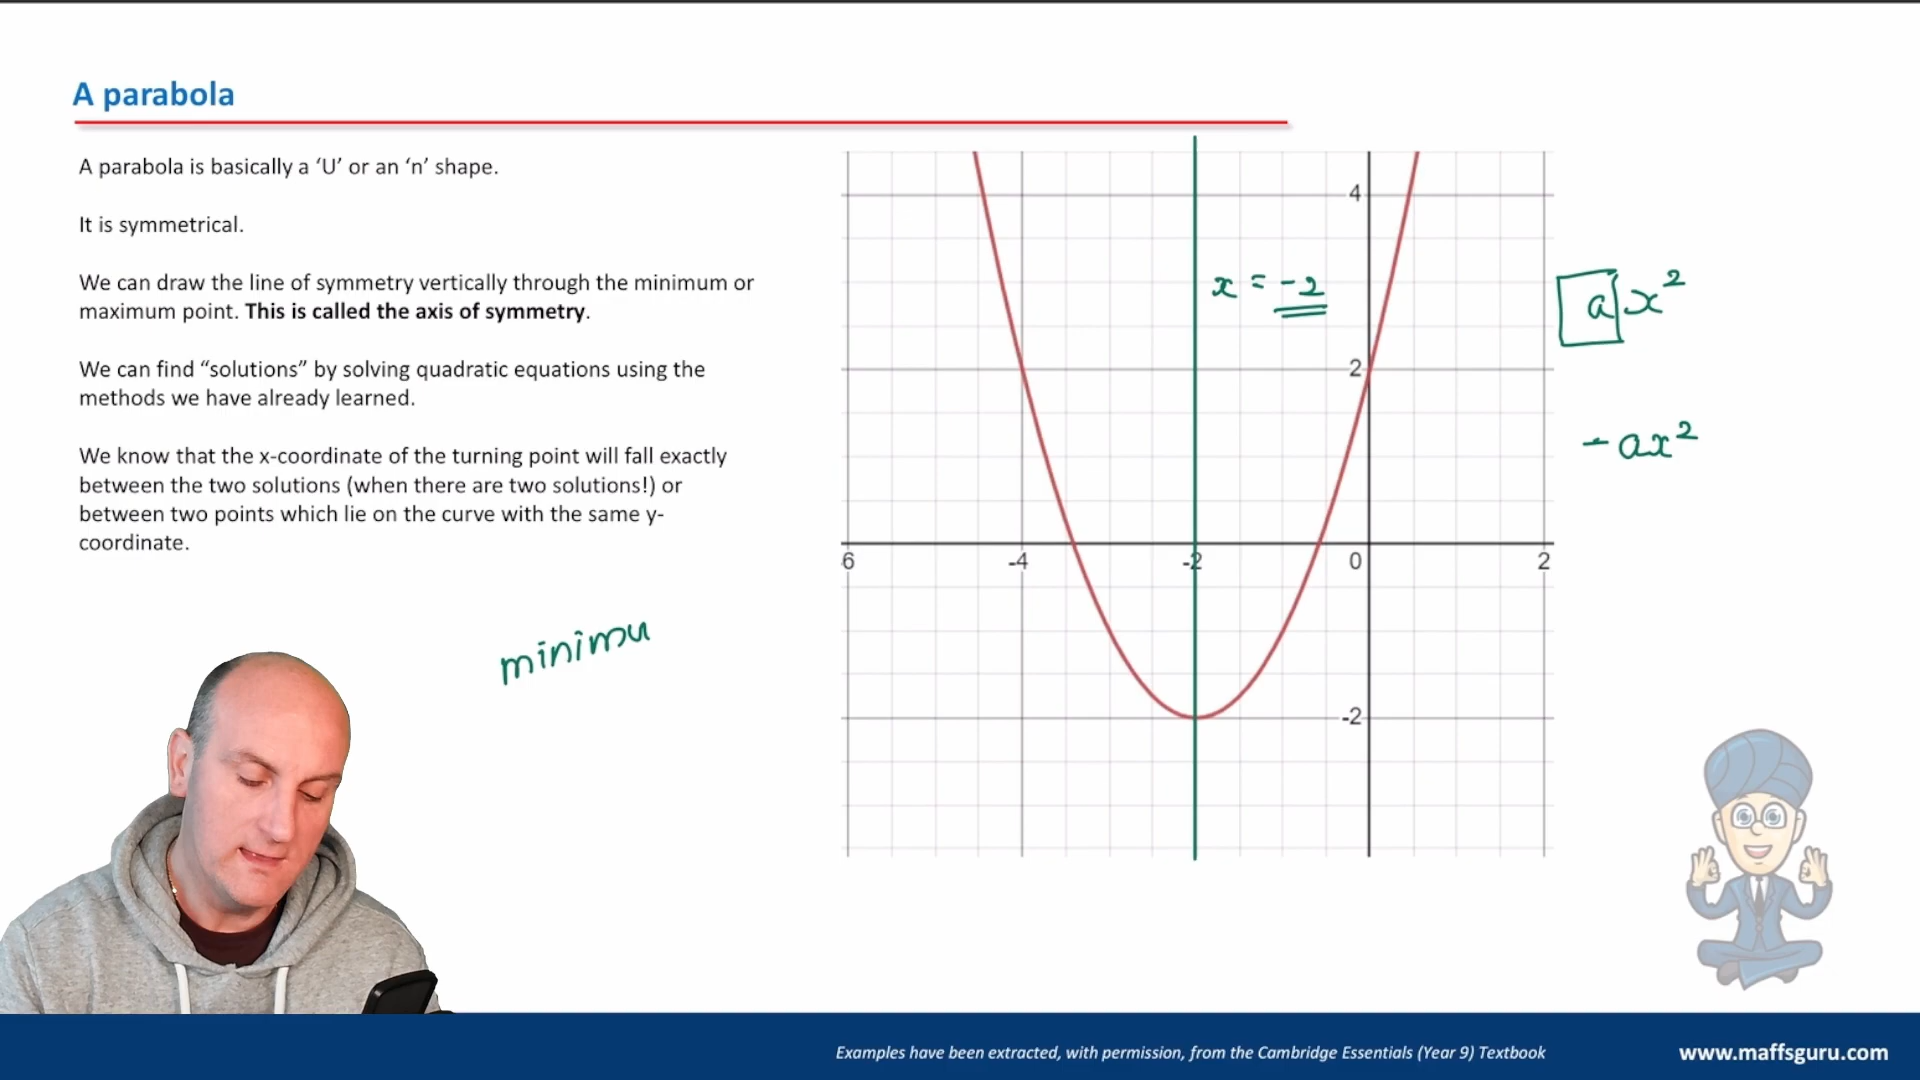 A parabola
A parabola is basically a ‘U’ or an ‘n’ shape.
It is symmetrical.
We can draw the line of symmetry vertically through the minimum or
maximum point. This is called the axis of symmetry.
We can find “solutions” by solving quadratic equations using the
methods we have already learned.
We know that the x-coordinate of the turning point will fall exactly
between the two solutions (when there are two solutions!) or
between two points which lie on the curve with the same y-
coordinate.
minimu
4
x = -2
ax²
2
-ax²
6 -4 -2 0 2
-2
Examples have been extracted, with permission, from the Cambridge Essentials (Year 9) Textbook
www.maffsguru.com